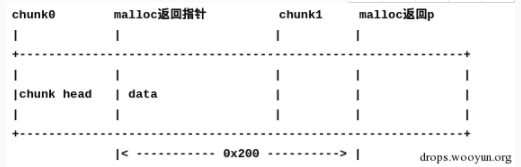 chunk0 malloc返回指针 chunk1 malloc返回p
| | | |
+-----------------------------------------------------------+
| | | | |
|chunk head | data | | |
| | | | |
+-----------------------------------------------------------+
|< ----------- 0x200 ----------> |
drops.wooyun.org